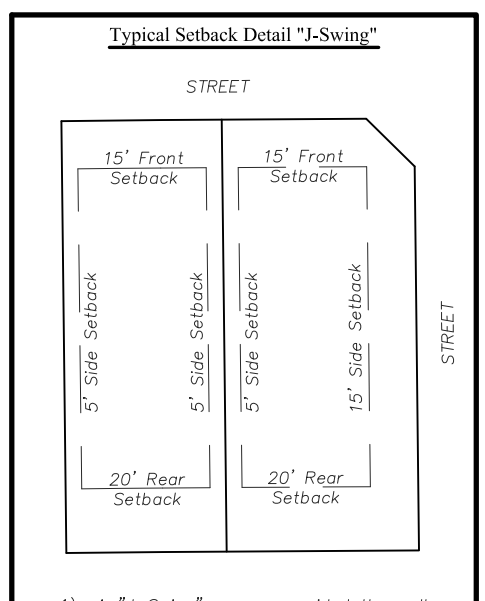 Typical Setback Detail "J-Swing"
STREET
15' Front
Setback
15' Front
Setback
5' Side Setback
5' Side Setback
5' Side Setback
15' Side Setback
STREET
20' Rear
Setback
20' Rear
Setback